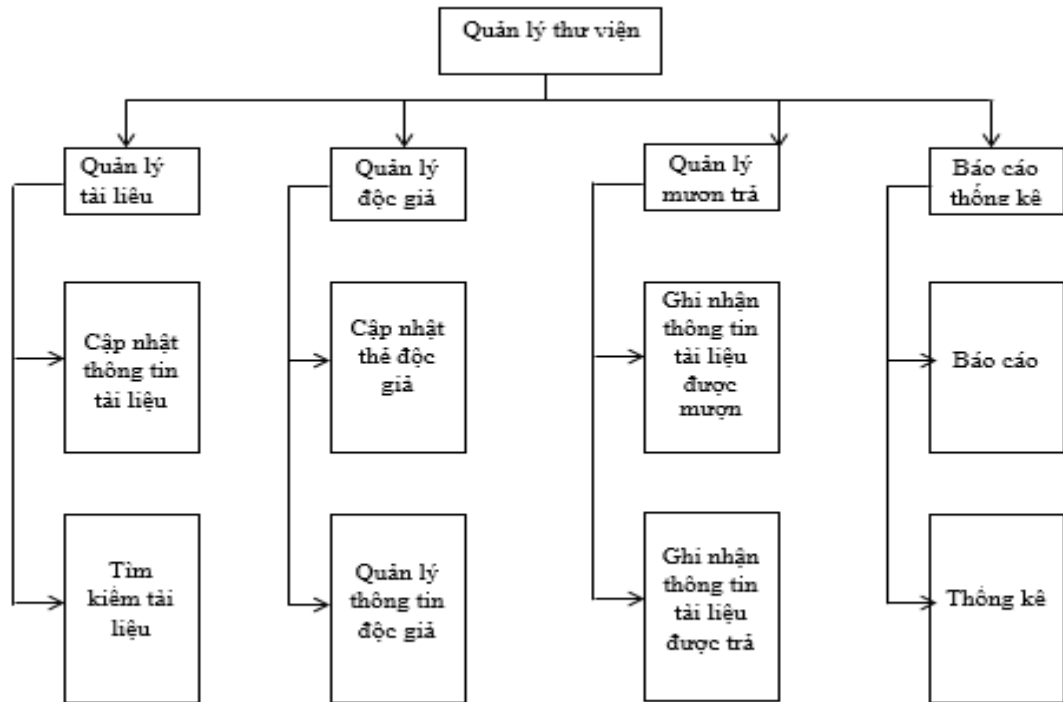 Quản lý thư viện
Quản lý
tài liêu
Quản lý
độc giả
Quản lý
mươn trả
Báo cáo
thống kê
Cập nhật
thông tin
tài liệu
Cập nhật
thẻ độc
giả
Ghi nhận
thông tin
tài liệu
được
mượn
Báo cáo
Tìm
kiếm tài
liệu
Quản lý
thông tin
độc giả
Ghi nhận
thông tin
tài liệu
được trả
Thống kê